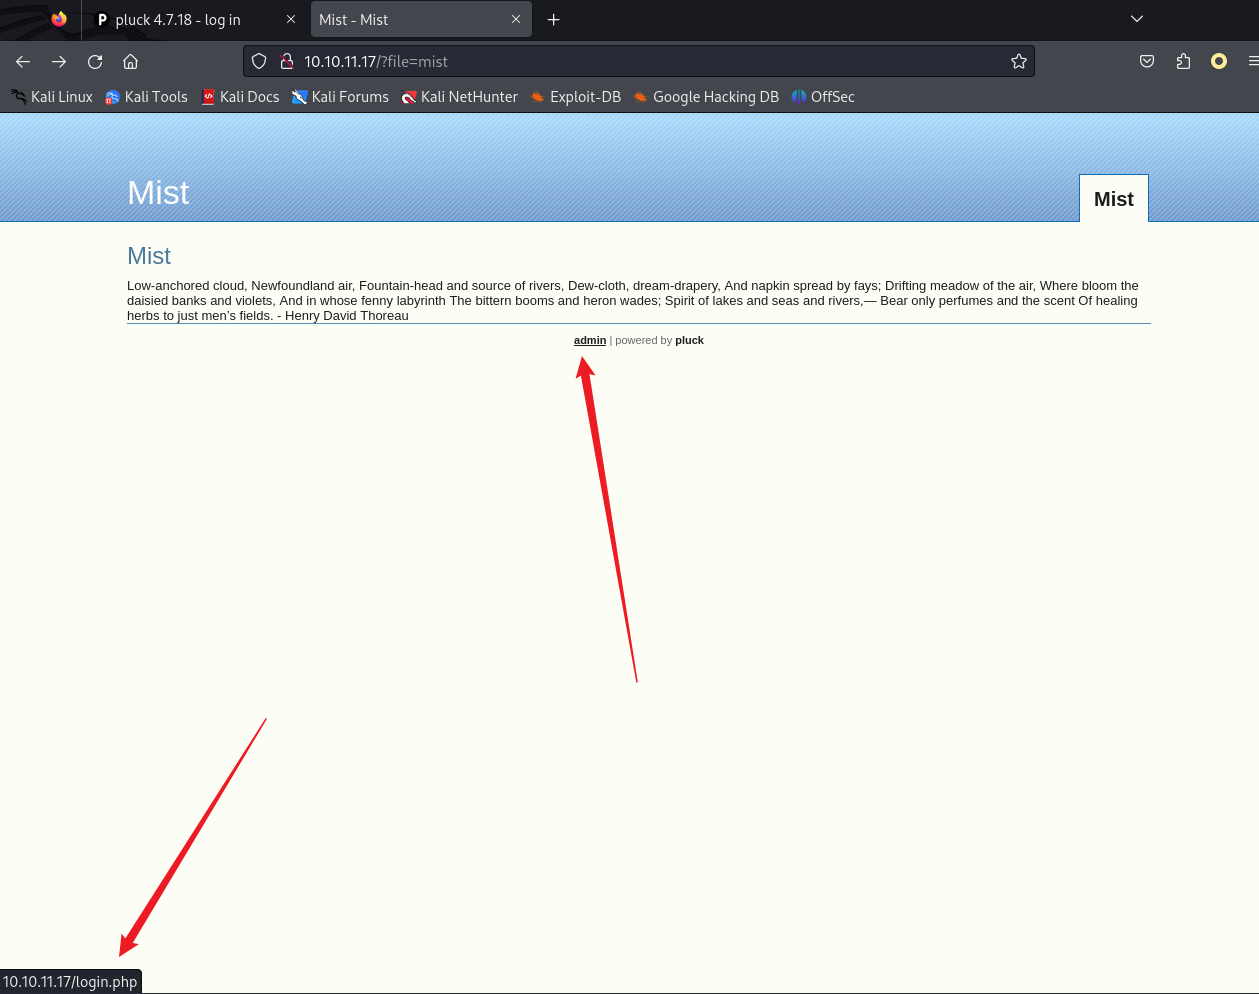 pluck 4.7.18 - log in
Mist - Mist
10.10.11.17/?file=mist
Kali Linux Kali Tools Kali Docs Kali Forums Kali NetHunter Exploit-DB Google Hacking DB OffSec
Mist
Mist
Mist
Low-anchored cloud, Newfoundland air, Fountain-head and source of rivers, Dew-cloth, dream-drapery, And napkin spread by fays; Drifting meadow of the air, Where bloom the
daisied banks and violets, And in whose fenny labyrinth The bittern booms and heron wades; Spirit of lakes and seas and rivers,— Bear only perfumes and the scent Of healing
herbs to just men’s fields. - Henry David Thoreau
admin | powered by pluck
10.10.11.17/login.php